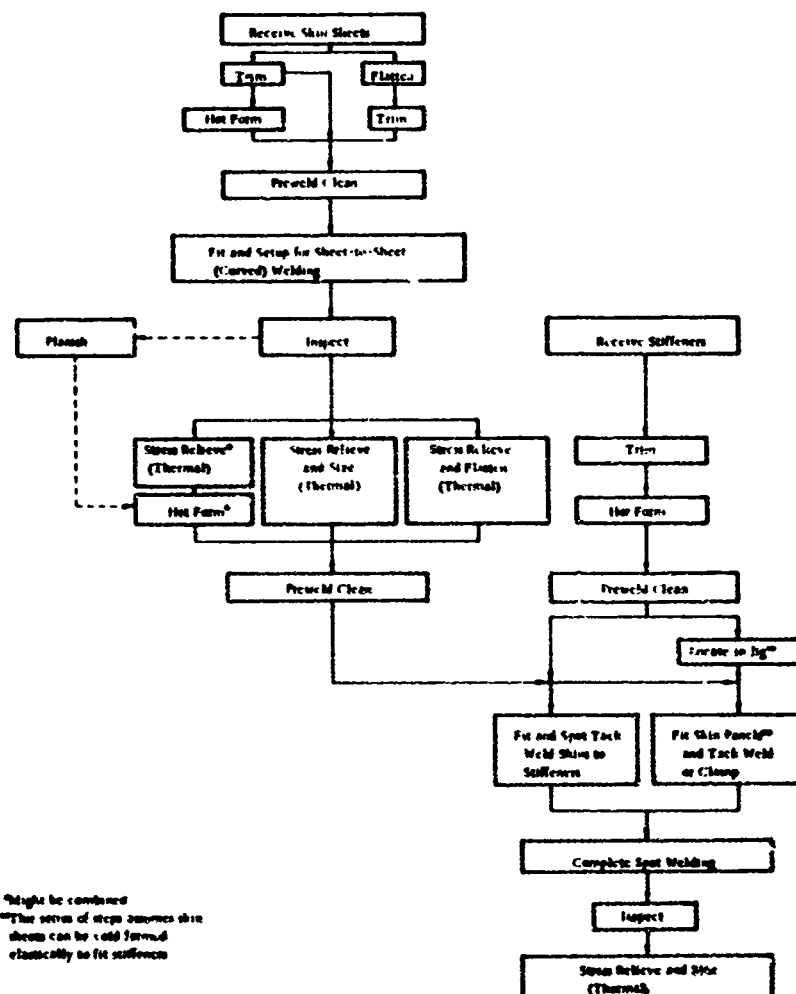 Receive Skin Sheets
Trim
Flatten
Hot Form
Trim
Preweld Clean
Fit and Setup for Sheet-to-Sheet
(Curved) Welding
Planish
Inspect
Receive Stiffeners
Stress Relieve*
(Thermal)
Stress Relieve
and Size
(Thermal)
Stress Relieve
and Flatten
(Thermal)
Trim
Hot Form*
Hot Form
Preweld Clean
Preweld Clean
Locate in Jig**
Fit and Spot Tack
Weld Skins to
Stiffeners
Fit Skin Panels**
and Tack Weld
or Clamp
Complete Spot Welding
Inspect
Stress Relieve and Size
(Thermal)
*Might be combined
**This series of steps assumes skin
sheets can be cold formed
elastically to fit stiffeners